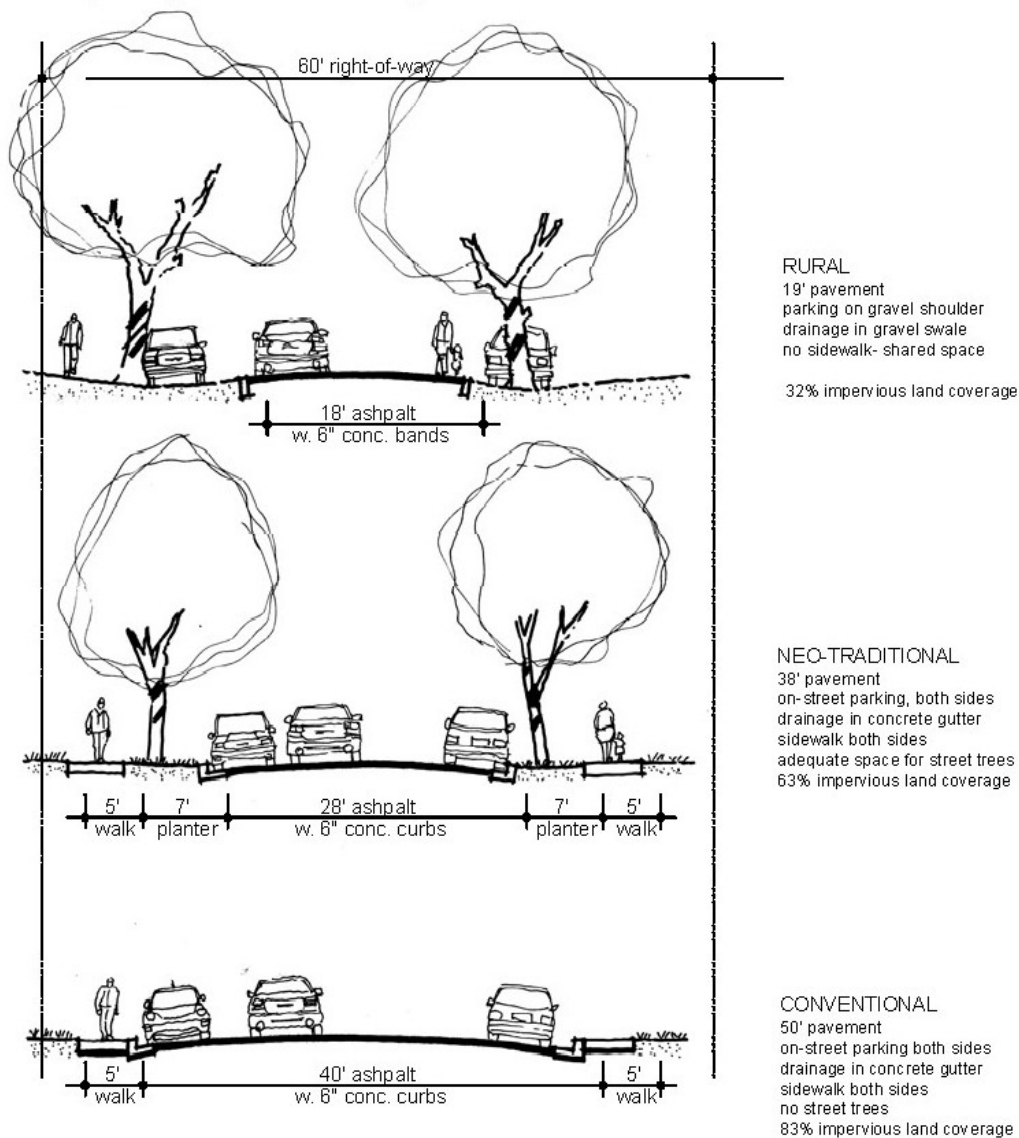 60' right-of-way
RURAL
19' pavement
parking on gravel shoulder
drainage in gravel swale
no sidewalk- shared space
32% impervious land coverage
18' ashpalt
w. 6" conc. bands
NEO-TRADITIONAL
38' pavement
on-street parking, both sides
drainage in concrete gutter
sidewalk both sides
adequate space for street trees
63% impervious land coverage
5' 7' 28' ashpalt 7' 5'
walk planter w. 6" conc. curbs planter walk
CONVENTIONAL
50' pavement
on-street parking both sides
drainage in concrete gutter
sidewalk both sides
no street trees
83% impervious land coverage
5' 40' ashpalt 5'
walk w. 6" conc. curbs walk